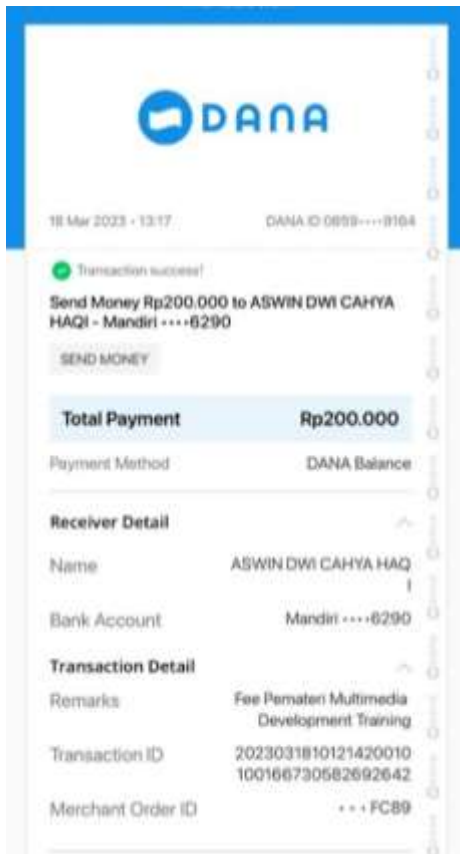 DANA
18 Mar 2023 • 13:17 DANA ID 0859••••9164
Transaction success!
Send Money Rp200.000 to ASWIN DWI CAHYA
HAQI - Mandiri ••••6290
SEND MONEY
Total Payment Rp200.000
Payment Method DANA Balance
Receiver Detail
Name ASWIN DWI CAHYA HAQ
I
Bank Account Mandiri ••••6290
Transaction Detail
Remarks Fee Pemateri Multimedia
Development Training
Transaction ID 2023031810121420010
100166730582692642
Merchant Order ID •••FC89